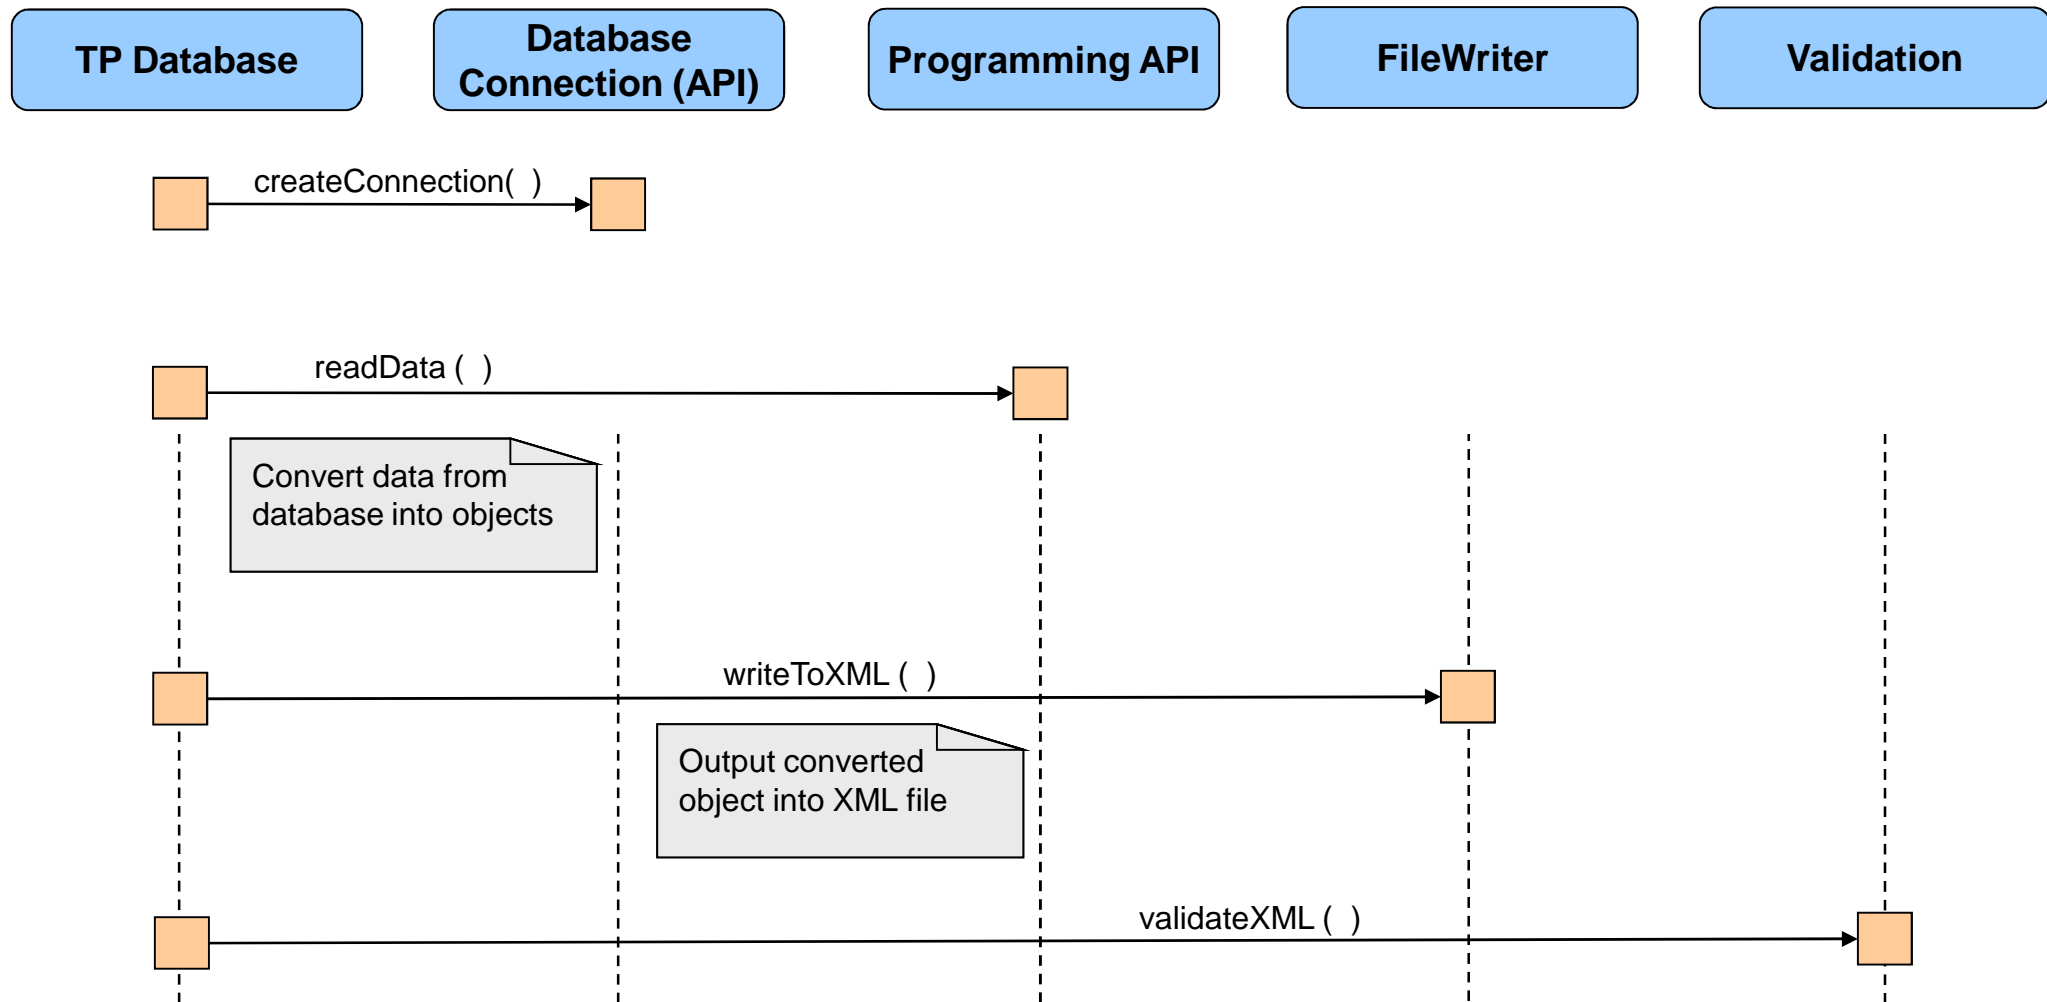 TP Database
Database
Connection (API)
Programming API
FileWriter
Validation
createConnection(  )
readData (  )
Convert data from
database into objects
writeToXML (  )
Output converted
object into XML file
validateXML (  )